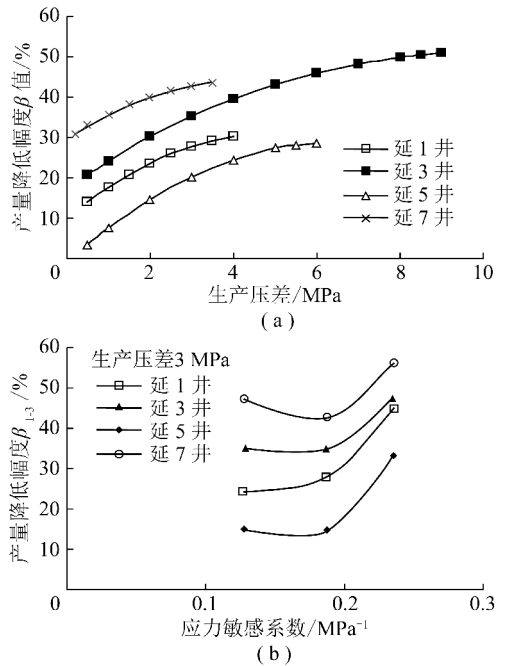 产量降低幅度β值/%
60
50
40
30
20
10
0
2
4
6
8
10
延1井
延3井
延5井
延7井
生产压差/MPa
(a)
产量降低幅度β1-3/%
60
50
40
30
20
10
0
0.1
0.2
0.3
生产压差3 MPa
延1井
延3井
延5井
延7井
应力敏感系数/MPa⁻¹
(b)